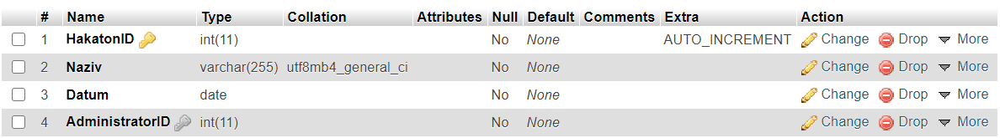 # Name Type Collation Attributes Null Default Comments Extra Action
1 HakatonID int(11) No None AUTO_INCREMENT Change Drop More
2 Naziv varchar(255) utf8mb4_general_ci No None Change Drop More
3 Datum date No None Change Drop More
4 AdministratorID int(11) No None Change Drop More